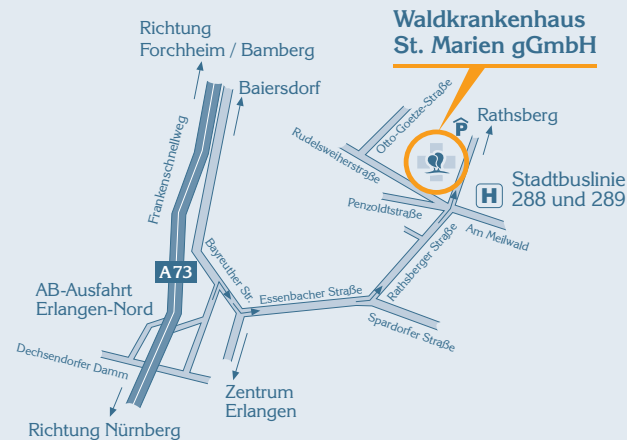 Waldkrankenhaus
St. Marien gGmbH
Richtung
Forchheim / Bamberg
Baiersdorf
Otto-Goetze-Straße
P
Rathsberg
Rudelsweiherstraße
Frankenschnellweg
H
Stadtbuslinie
288 und 289
Penzoldtstraße
Am Meilwald
Bayreuther Str.
Rathsberger Straße
A 73
AB-Ausfahrt
Erlangen-Nord
Essenbacher Straße
Spardorfer Straße
Dechsendorfer Damm
Zentrum
Erlangen
Richtung Nürnberg